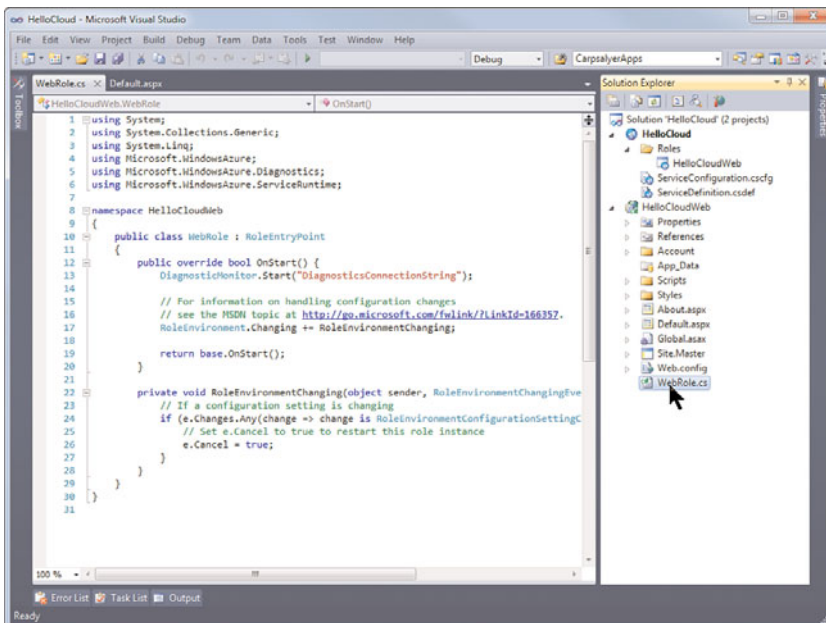 HelloCloud - Microsoft Visual Studio
File Edit View Project Build Debug Team Data Tools Test Window Help
Debug CarpsalyerApps
Toolbox
WebRole.cs Default.aspx
HelloCloudWeb.WebRole OnStart()
1 using System;
2 using System.Collections.Generic;
3 using System.Linq;
4 using Microsoft.WindowsAzure;
5 using Microsoft.WindowsAzure.Diagnostics;
6 using Microsoft.WindowsAzure.ServiceRuntime;
7
8 namespace HelloCloudWeb
9 {
10 public class WebRole : RoleEntryPoint
11 {
12 public override bool OnStart() {
13 DiagnosticMonitor.Start("DiagnosticsConnectionString");
14
15 // For information on handling configuration changes
16 // see the MSDN topic at http://go.microsoft.com/fwlink/?LinkId=166357.
17 RoleEnvironment.Changing += RoleEnvironmentChanging;
18
19 return base.OnStart();
20 }
21
22 private void RoleEnvironmentChanging(object sender, RoleEnvironmentChangingEve
23 // If a configuration setting is changing
24 if (e.Changes.Any(change => change is RoleEnvironmentConfigurationSettingC
25 // Set e.Cancel to true to restart this role instance
26 e.Cancel = true;
27 }
28 }
29 }
30 }
31
100 %
Solution Explorer
Solution 'HelloCloud' (2 projects)
HelloCloud
Roles
HelloCloudWeb
ServiceConfiguration.cscfg
ServiceDefinition.csdef
HelloCloudWeb
Properties
References
Account
App_Data
Scripts
Styles
About.aspx
Default.aspx
Global.asax
Site.Master
Web.config
WebRole.cs
Properties
Error List Task List Output
Ready